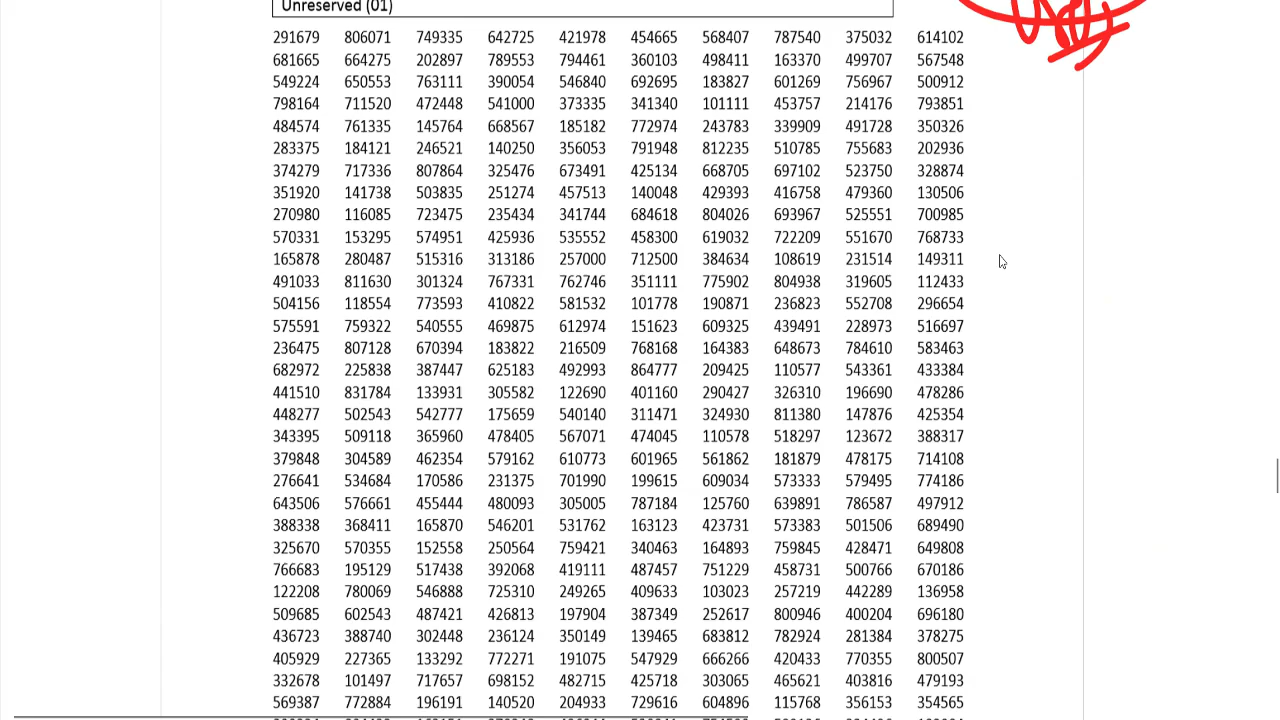 Unreserved (01)
291679 806071 749335 642725 421978 454665 568407 787540 375032 614102
681665 664275 202897 789553 794461 360103 498411 163370 499707 567548
549224 650553 763111 390054 546840 692695 183827 601269 756967 500912
798164 711520 472448 541000 373335 341340 101111 453757 214176 793851
484574 761335 145764 668567 185182 772974 243783 339909 491728 350326
283375 184121 246521 140250 356053 791948 812235 510785 755683 202936
374279 717336 807864 325476 673491 425134 668705 697102 523750 328874
351920 141738 503835 251274 457513 140048 429393 416758 479360 130506
270980 116085 723475 235434 341744 684618 804026 693967 525551 700985
570331 153295 574951 425936 535552 458300 619032 722209 551670 768733
165878 280487 515316 313186 257000 712500 384634 108619 231514 149311
491033 811630 301324 767331 762746 351111 775902 804938 319605 112433
504156 118554 773593 410822 581532 101778 190871 236823 552708 296654
575591 759322 540555 469875 612974 151623 609325 439491 228973 516697
236475 807128 670394 183822 216509 768168 164383 648673 784610 583463
682972 225838 387447 625183 492993 864777 209425 110577 543361 433384
441510 831784 133931 305582 122690 401160 290427 326310 196690 478286
448277 502543 542777 175659 540140 311471 324930 811380 147876 425354
343395 509118 365960 478405 567071 474045 110578 518297 123672 388317
379848 304589 462354 579162 610773 601965 561862 181879 478175 714108
276641 534684 170586 231375 701990 199615 609034 573333 579495 774186
643506 576661 455444 480093 305005 787184 125760 639891 786587 497912
388338 368411 165870 546201 531762 163123 423731 573383 501506 689490
325670 570355 152558 250564 759421 340463 164893 759845 428471 649808
766683 195129 517438 392068 419111 487457 751229 458731 500766 670186
122208 780069 546888 725310 249265 409633 103023 257219 442289 136958
509685 602543 487421 426813 197904 387349 252617 800946 400204 696180
436723 388740 302448 236124 350149 139465 683812 782924 281384 378275
405929 227365 133292 772271 191075 547929 666266 420433 770355 800507
332678 101497 717657 698152 482715 425718 303065 465621 403816 479193
569387 772884 196191 140520 204933 729616 604896 115768 356153 354565